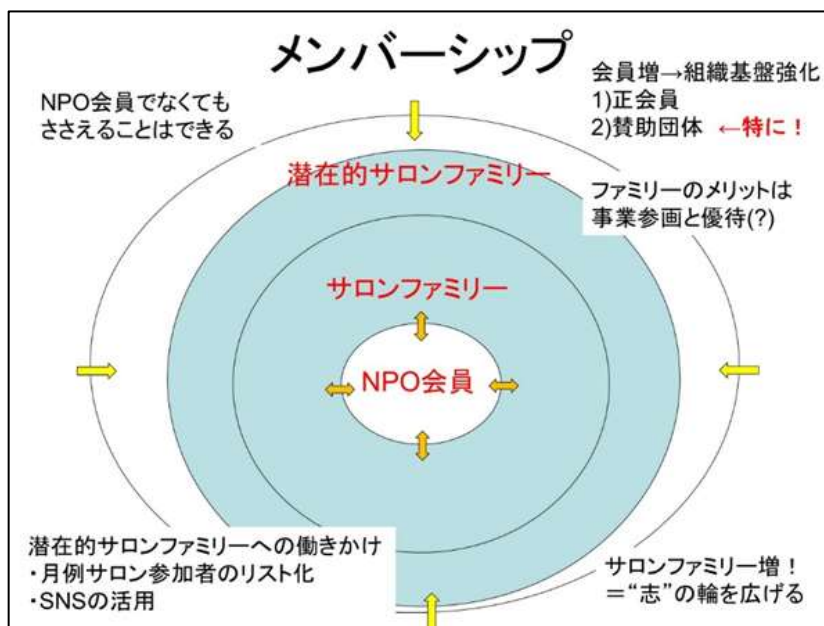 メンバーシップ
NPO会員でなくても
ささえることはできる
会員増→組織基盤強化
1)正会員
2)賛助団体 ←特に！
潜在的サロンファミリー
ファミリーのメリットは
事業参画と優待(?)
サロンファミリー
NPO会員
潜在的サロンファミリーへの働きかけ
・月例サロン参加者のリスト化
・SNSの活用
サロンファミリー増！
＝“志”の輪を広げる